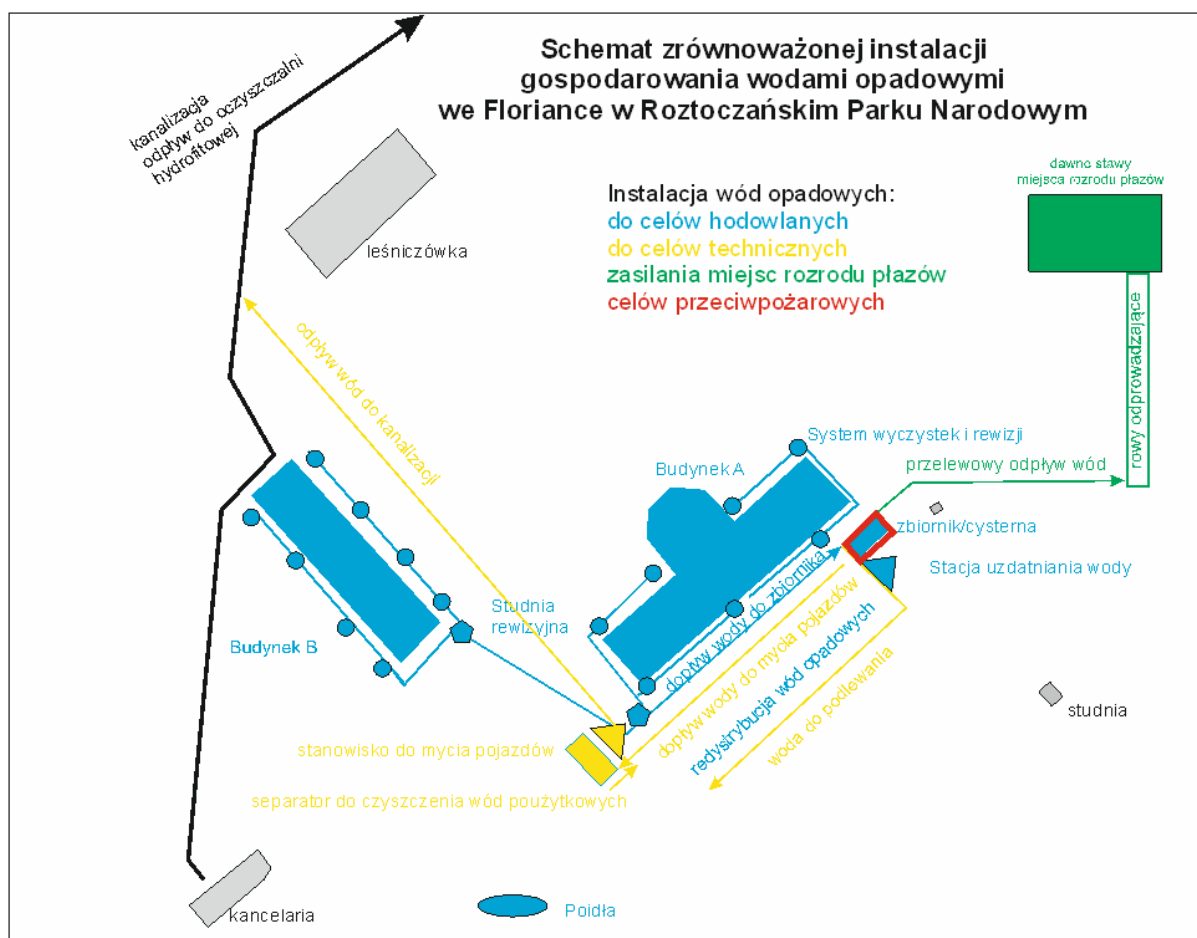 Schemat zrównoważonej instalacji
gospodarowania wodami opadowymi
we Floriance w Roztoczańskim Parku Narodowym
kanalizacja
odpływ do oczyszczalni
hydrofitowej
leśniczówka
Instalacja wód opadowych:
do celów hodowlanych
do celów technicznych
zasilania miejsc rozrodu płazów
celów przeciwpożarowych
dawne stawy
miejsca rozrodu płazów
rowy odprowadzające
odpływ wód do kanalizacji
System wyczystek i rewizji
Budynek A
przelewowy odpływ wód
zbiornik/cysterna
Stacja uzdatniania wody
Studnia
rewizyjna
Budynek B
dopływ wody do zbiornika
dopływ wody do mycia pojazdów
redystrybucja wód opadowych
woda do podlewania
studnia
stanowisko do mycia pojazdów
separator do czyszczenia wód poużytkowych
kancelaria
Poidła